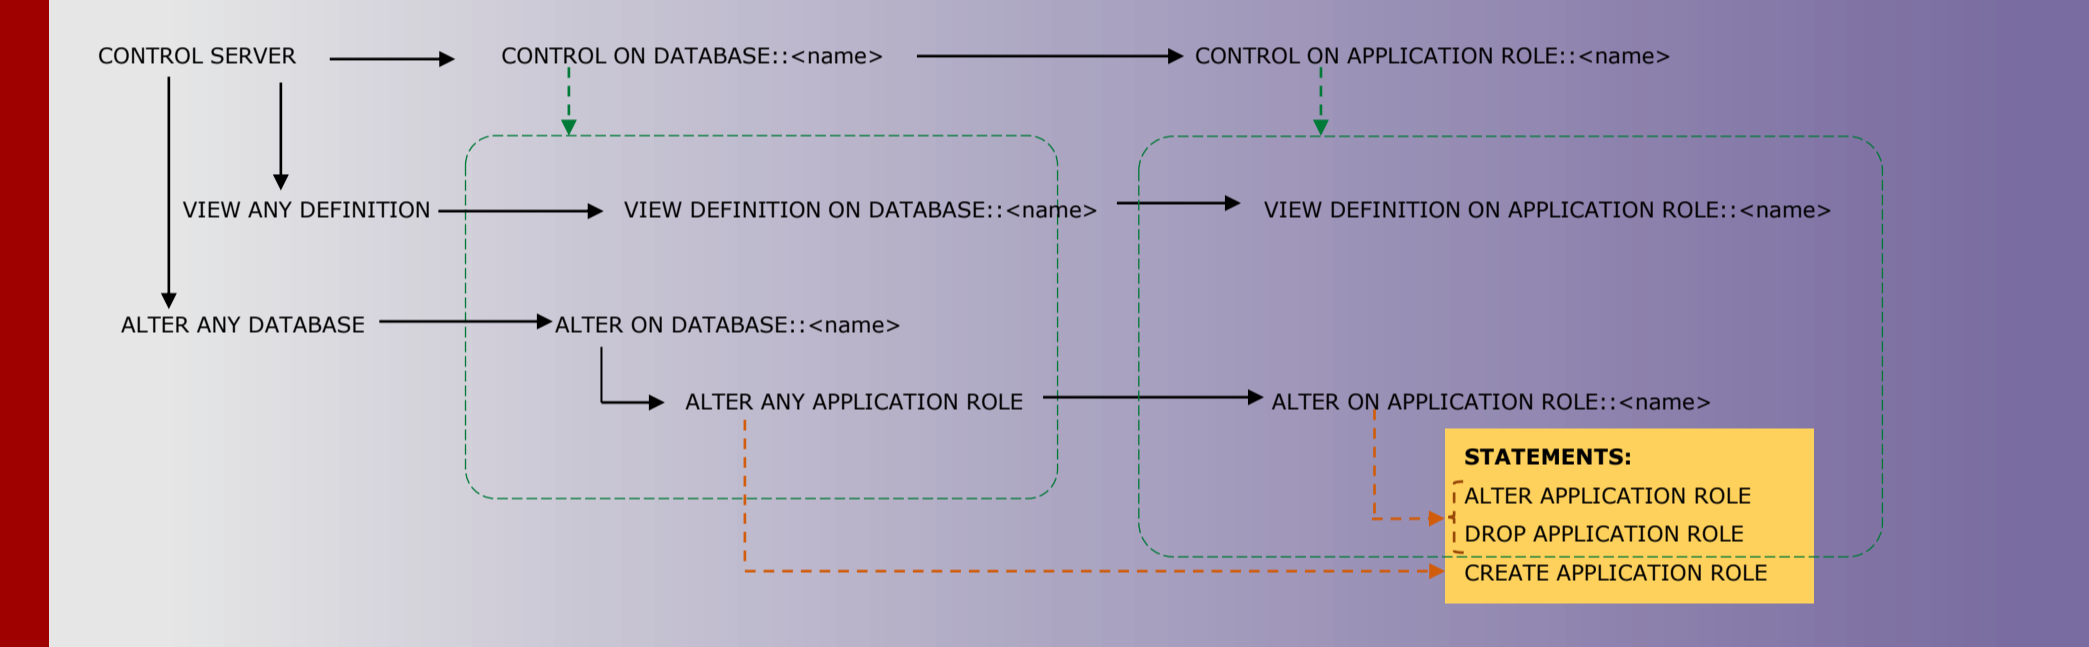 CONTROL SERVER
CONTROL ON DATABASE::<name>
CONTROL ON APPLICATION ROLE::<name>
VIEW ANY DEFINITION
VIEW DEFINITION ON DATABASE::<name>
VIEW DEFINITION ON APPLICATION ROLE::<name>
ALTER ANY DATABASE
ALTER ON DATABASE::<name>
ALTER ANY APPLICATION ROLE
ALTER ON APPLICATION ROLE::<name>
STATEMENTS:
ALTER APPLICATION ROLE
DROP APPLICATION ROLE
CREATE APPLICATION ROLE